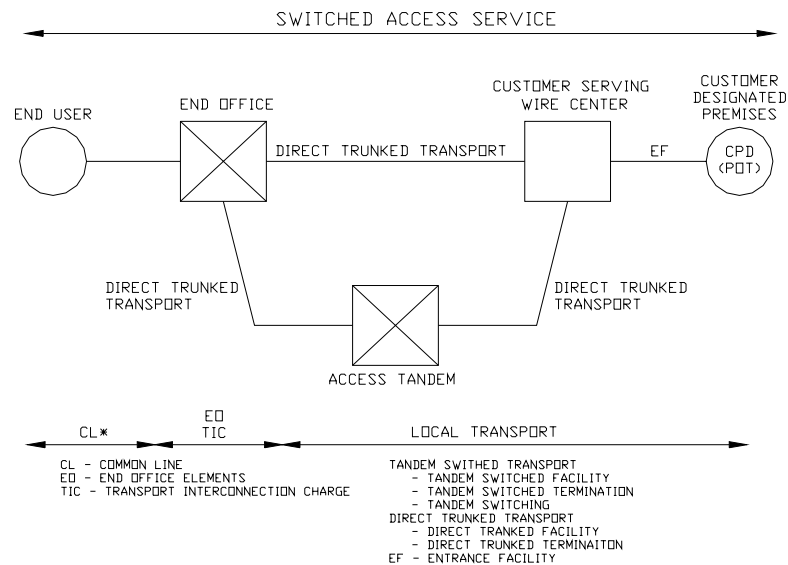 SWITCHED ACCESS SERVICE
END USER
END OFFICE
CUSTOMER SERVING
WIRE CENTER
CUSTOMER
DESIGNATED
PREMISES
DIRECT TRUNKED TRANSPORT
EF
CPD
(POT)
DIRECT TRUNKED
TRANSPORT
DIRECT TRUNKED
TRANSPORT
ACCESS TANDEM
CL*
EO
TIC
LOCAL TRANSPORT
CL - COMMON LINE
EO - END OFFICE ELEMENTS
TIC - TRANSPORT INTERCONNECTION CHARGE
TANDEM SWITHED TRANSPORT
- TANDEM SWITCHED FACILITY
- TANDEM SWITCHED TERMINATION
- TANDEM SWITCHING
DIRECT TRUNKED TRANSPORT
- DIRECT TRANKED FACILITY
- DIRECT TRUNKED TERMINAITON
EF - ENTRANCE FACILITY